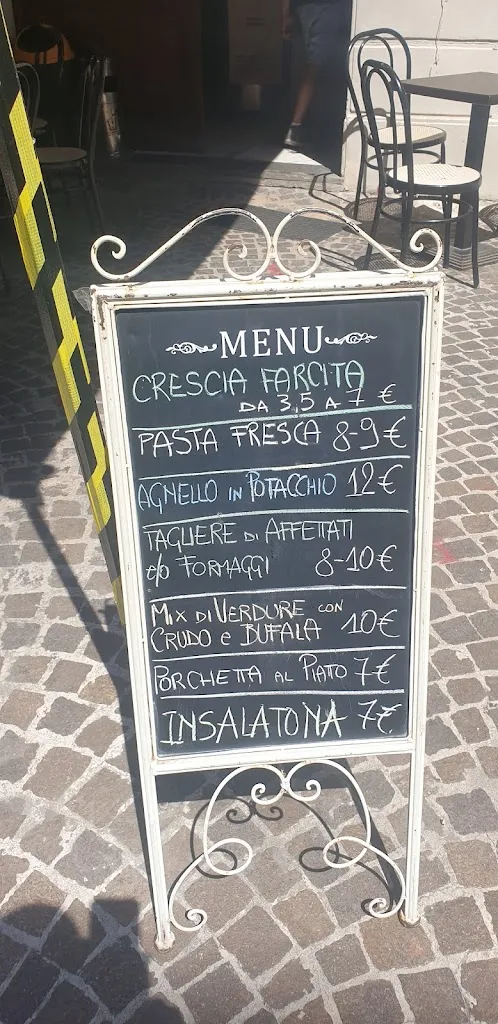 MENU
CRESCIA FARCITA
DA 3,5 A 7 €
PASTA FRESCA 8-9€
AGNELLO IN POTACCHIO 12€
TAGLIERE DI AFFETTATI
e/o FORMAGGI 8-10€
MIX DI VERDURE CON
CRUDO e BUFALA 10€
PORCHETTA AL PIATTO 7€
INSALATONA 7€